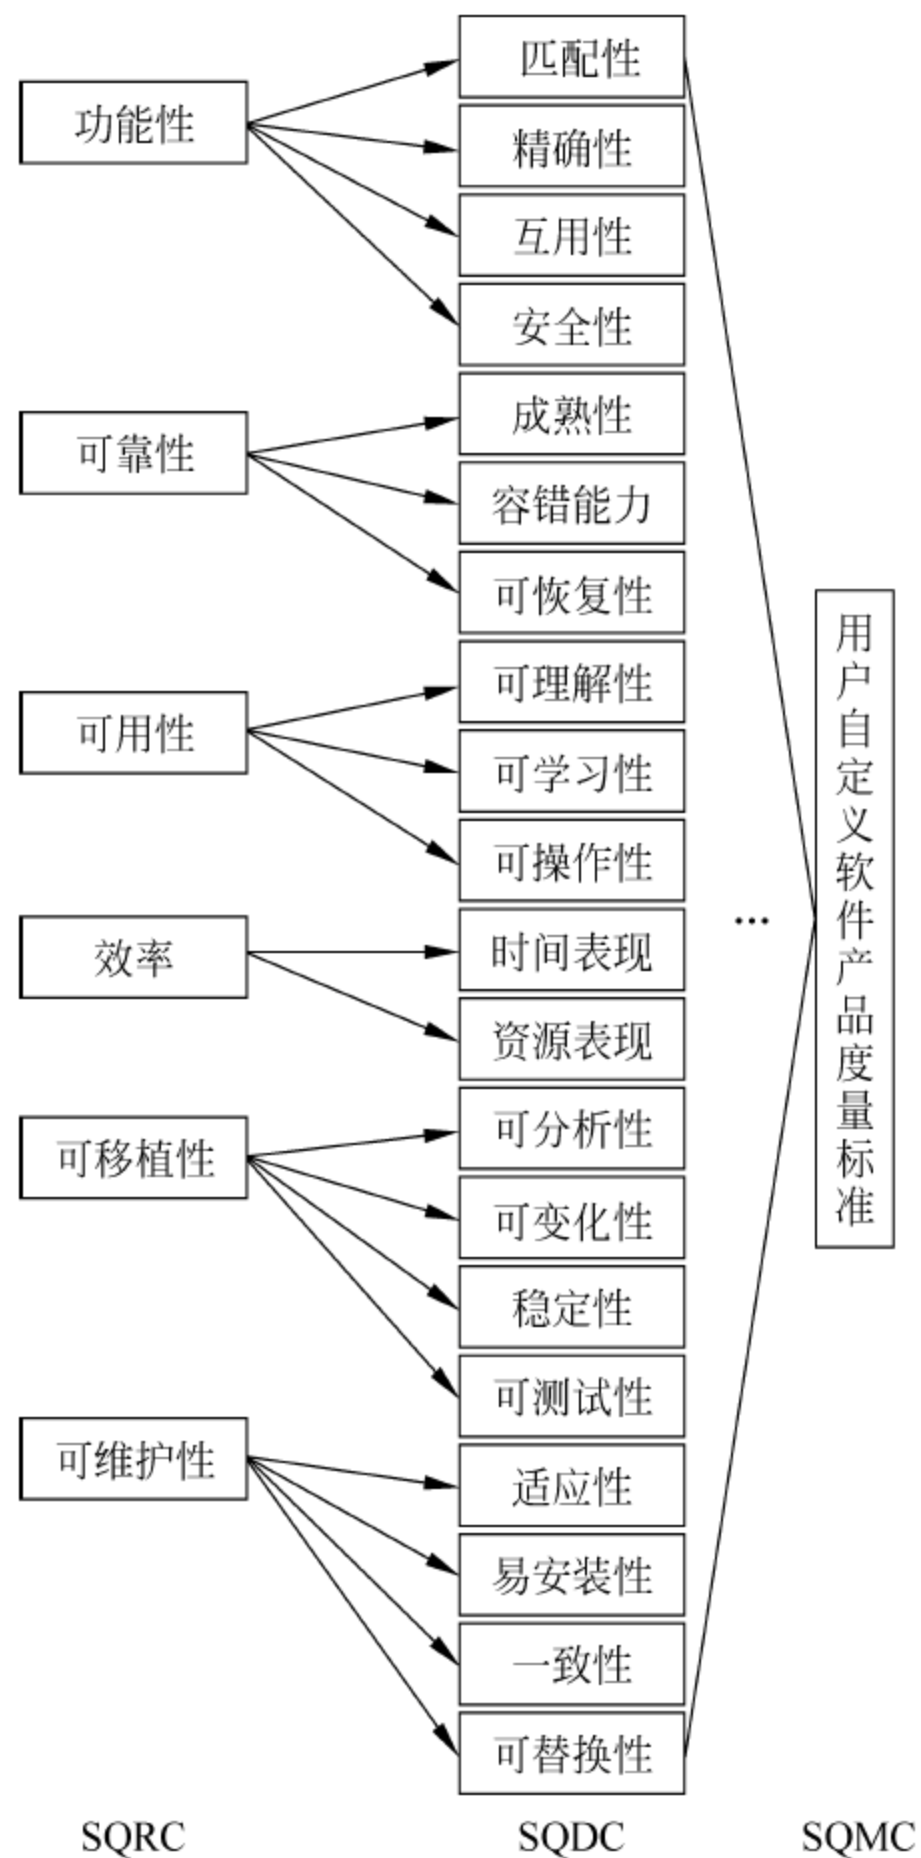 功能性
可靠性
可用性
效率
可移植性
可维护性
匹配性
精确性
互用性
安全性
成熟性
容错能力
可恢复性
可理解性
可学习性
可操作性
时间表现
资源表现
可分析性
可变化性
稳定性
可测试性
适应性
易安装性
一致性
可替换性
...
用户自定义软件产品度量标准
SQRC
SQDC
SQMC